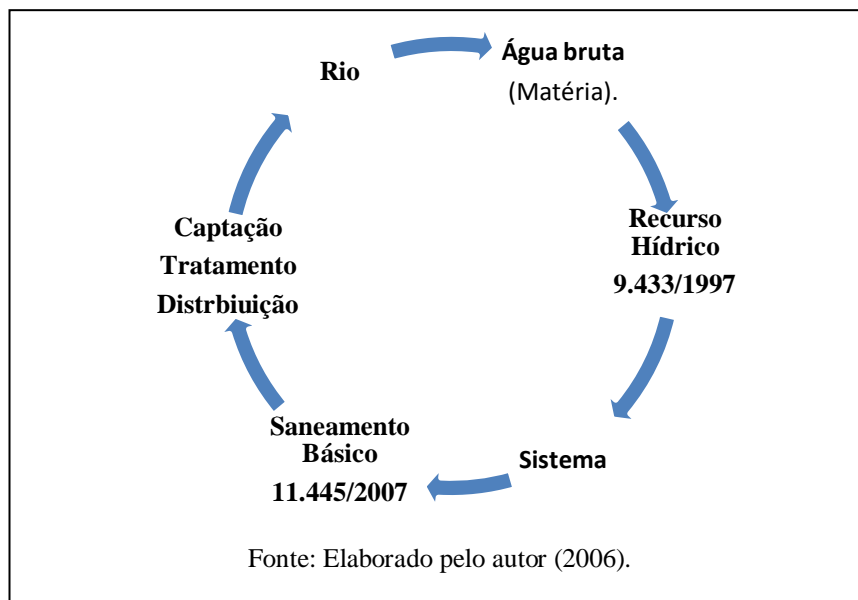 Rio
Água bruta
(Matéria).
Recurso
Hídrico
9.433/1997
Sistema
Saneamento
Básico
11.445/2007
Captação
Tratamento
Distrbiuição
Fonte: Elaborado pelo autor (2006).